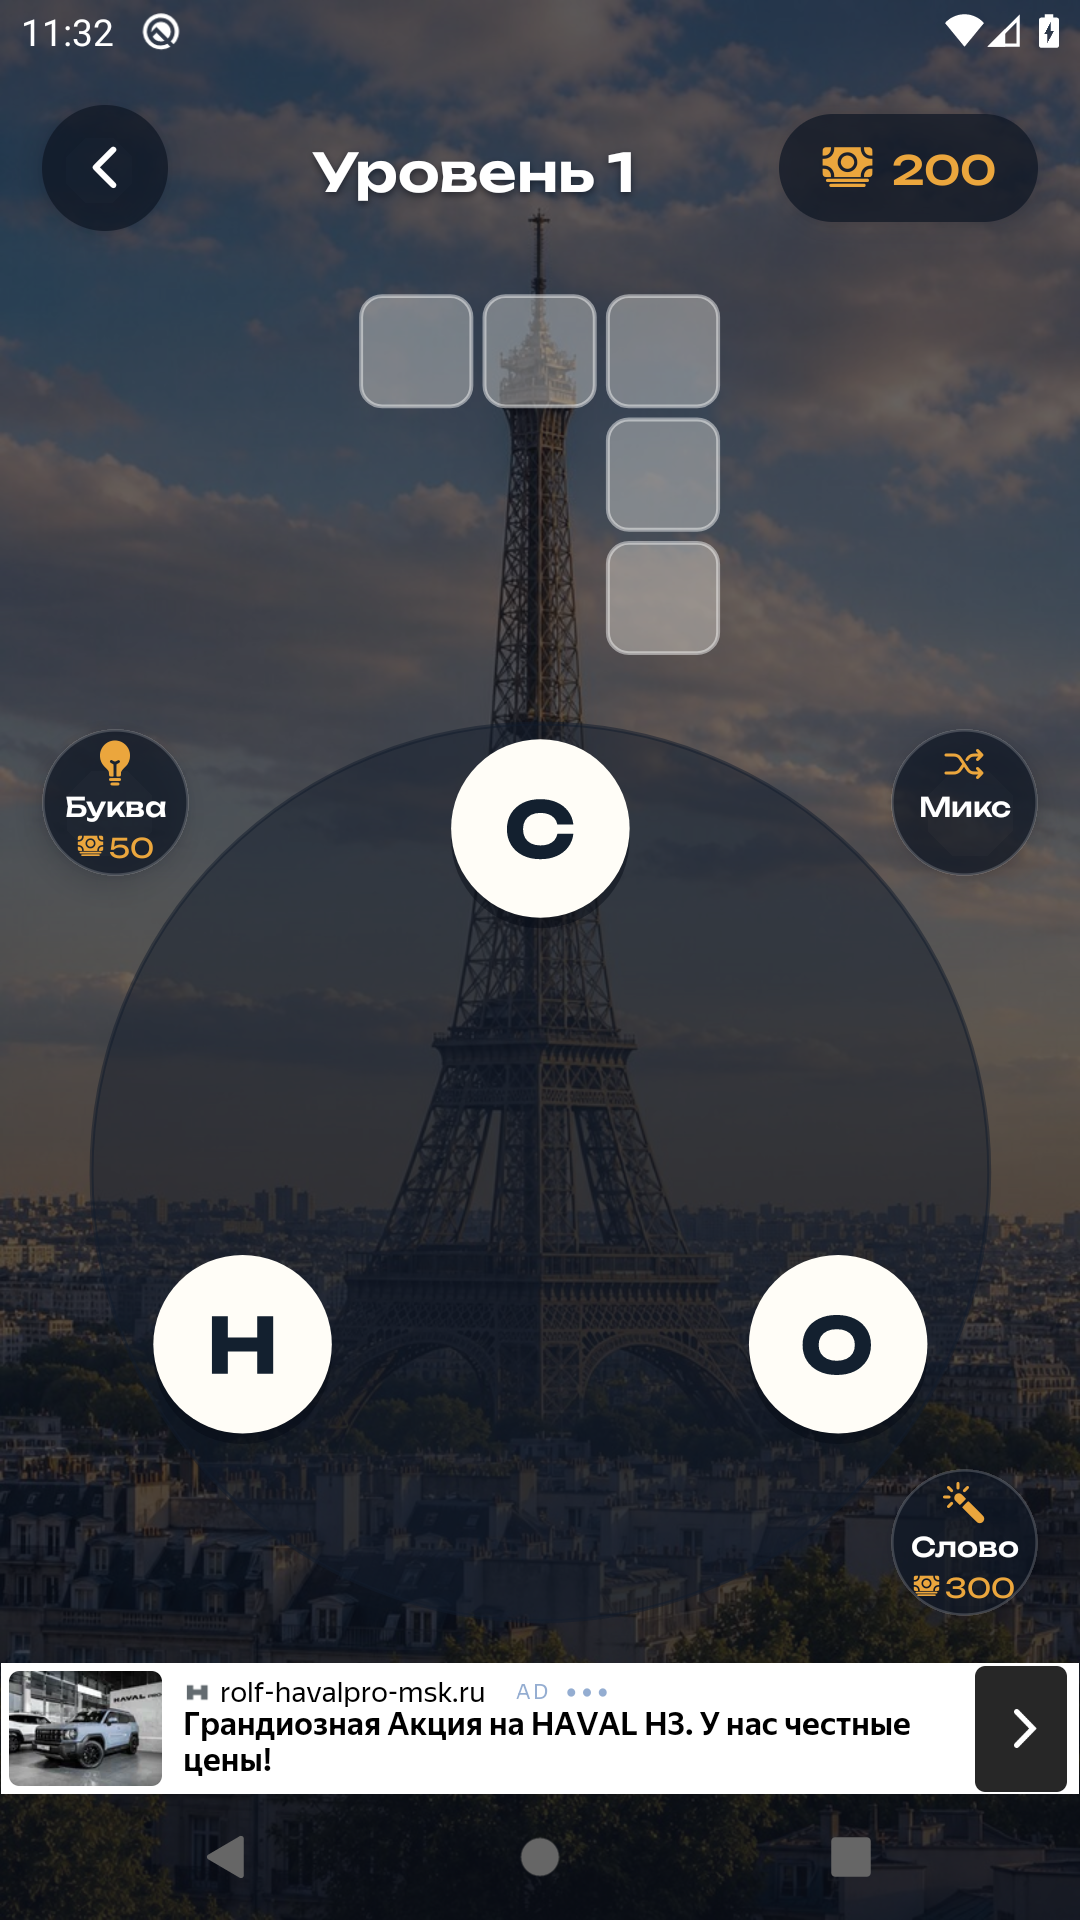 11:32
Уровень 1
200
Буква
50
Микс
С
Н
О
Слово
300
rolf-havalpro-msk.ru AD
Грандиозная Акция на HAVAL H3. У нас честные
цены!